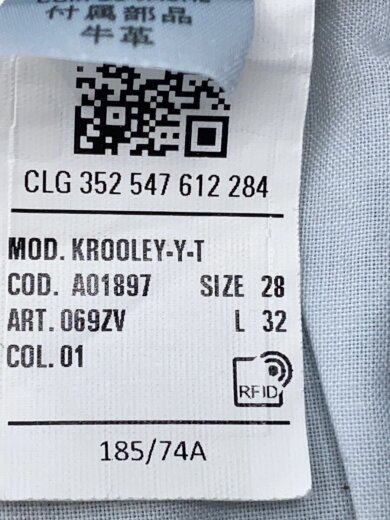 付属部品
牛革
CLG 352 547 612 284
MOD. KROOLEY-Y-T
COD. A01897 SIZE 28
ART. 069ZV L 32
COL. 01
RFID
185/74A